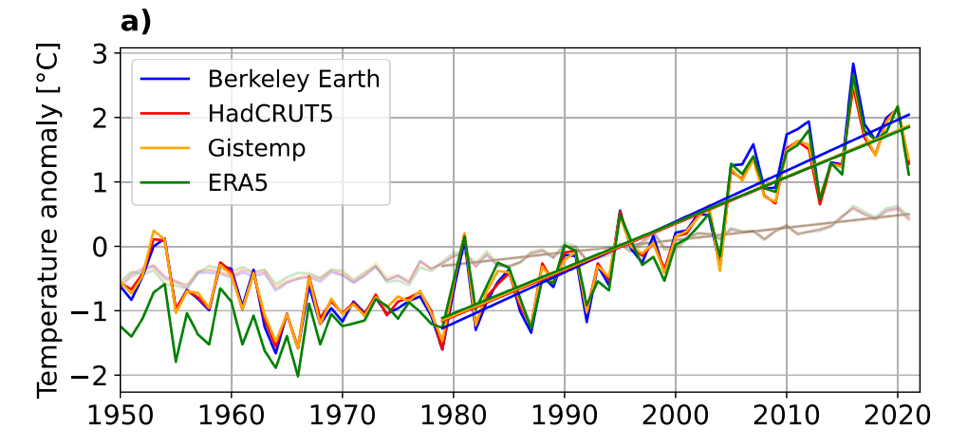 a)
Temperature anomaly [°C]
3
2
1
0
−1
−2
Berkeley Earth
HadCRUT5
Gistemp
ERA5
1950 1960 1970 1980 1990 2000 2010 2020